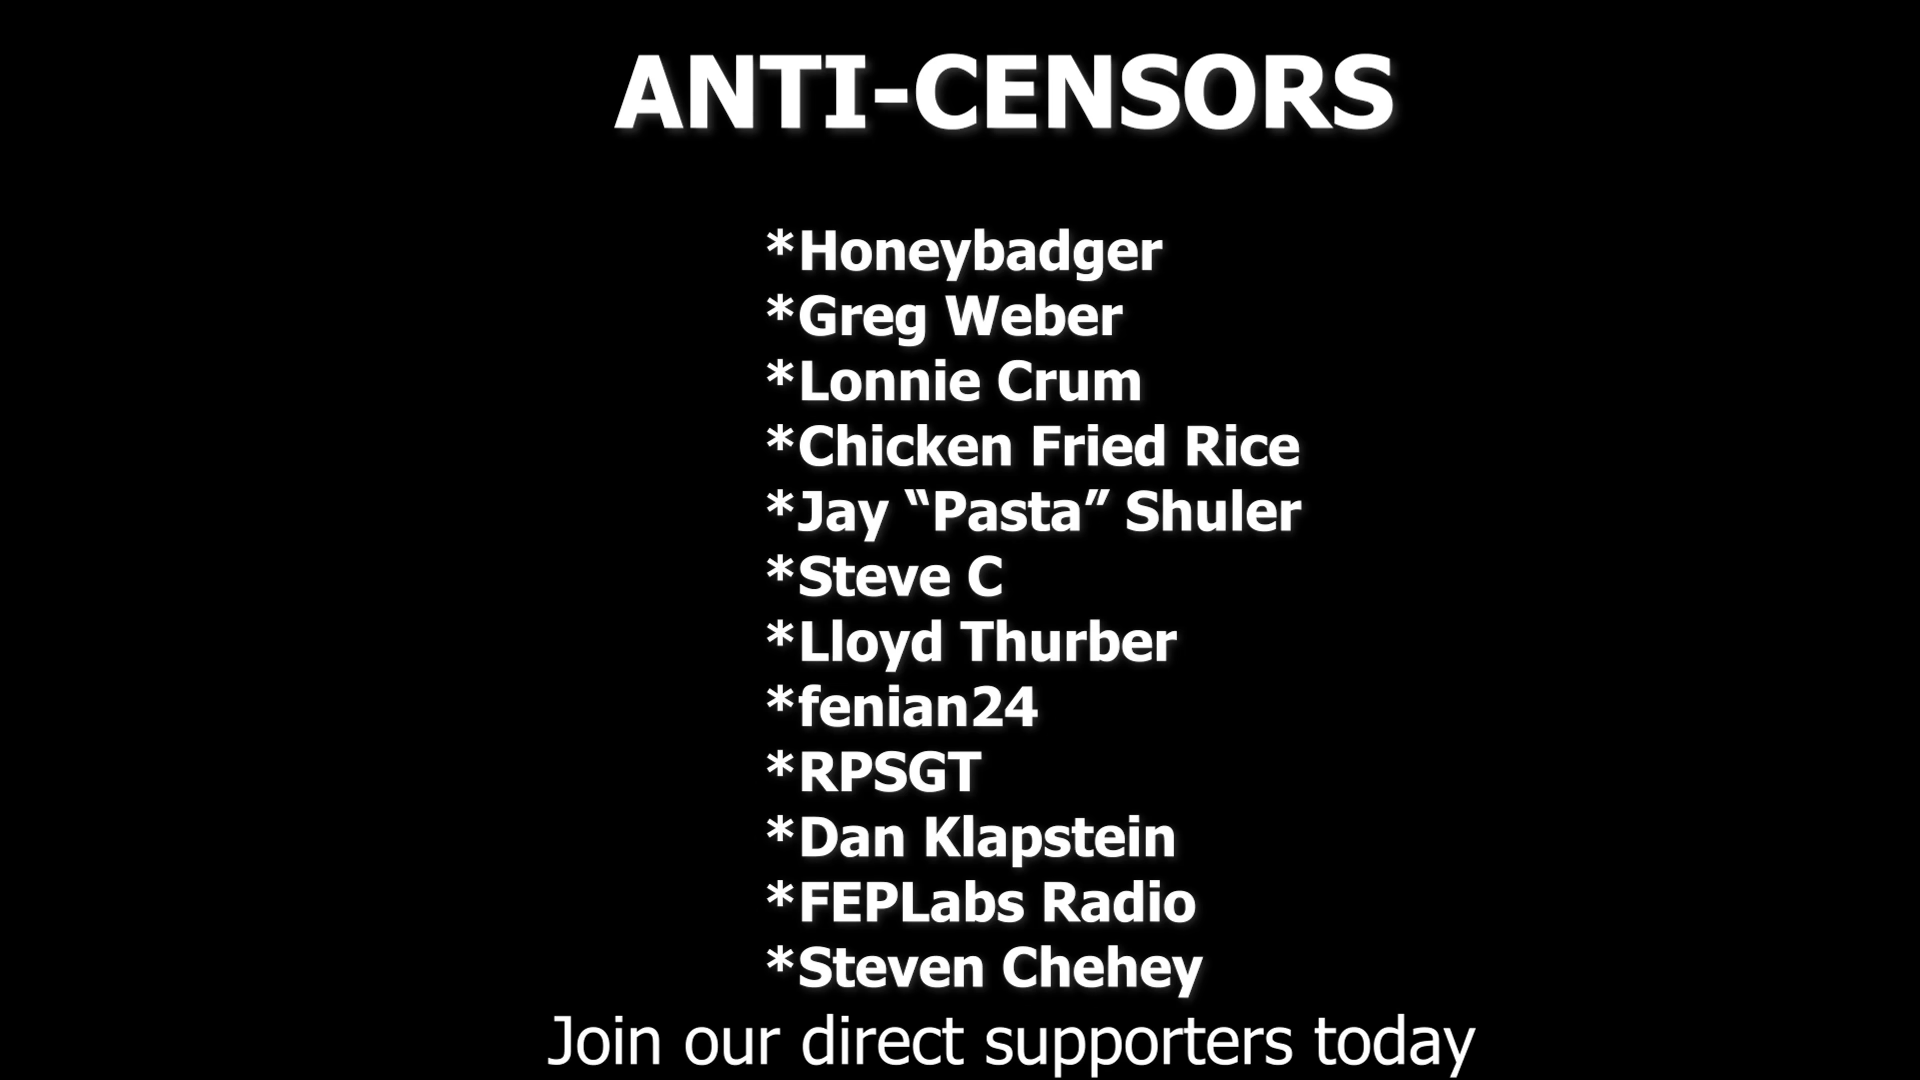 ANTI-CENSORS
*Honeybadger
*Greg Weber
*Lonnie Crum
*Chicken Fried Rice
*Jay “Pasta” Shuler
*Steve C
*Lloyd Thurber
*fenian24
*RPSGT
*Dan Klapstein
*FEPLabs Radio
*Steven Chehey
Join our direct supporters today